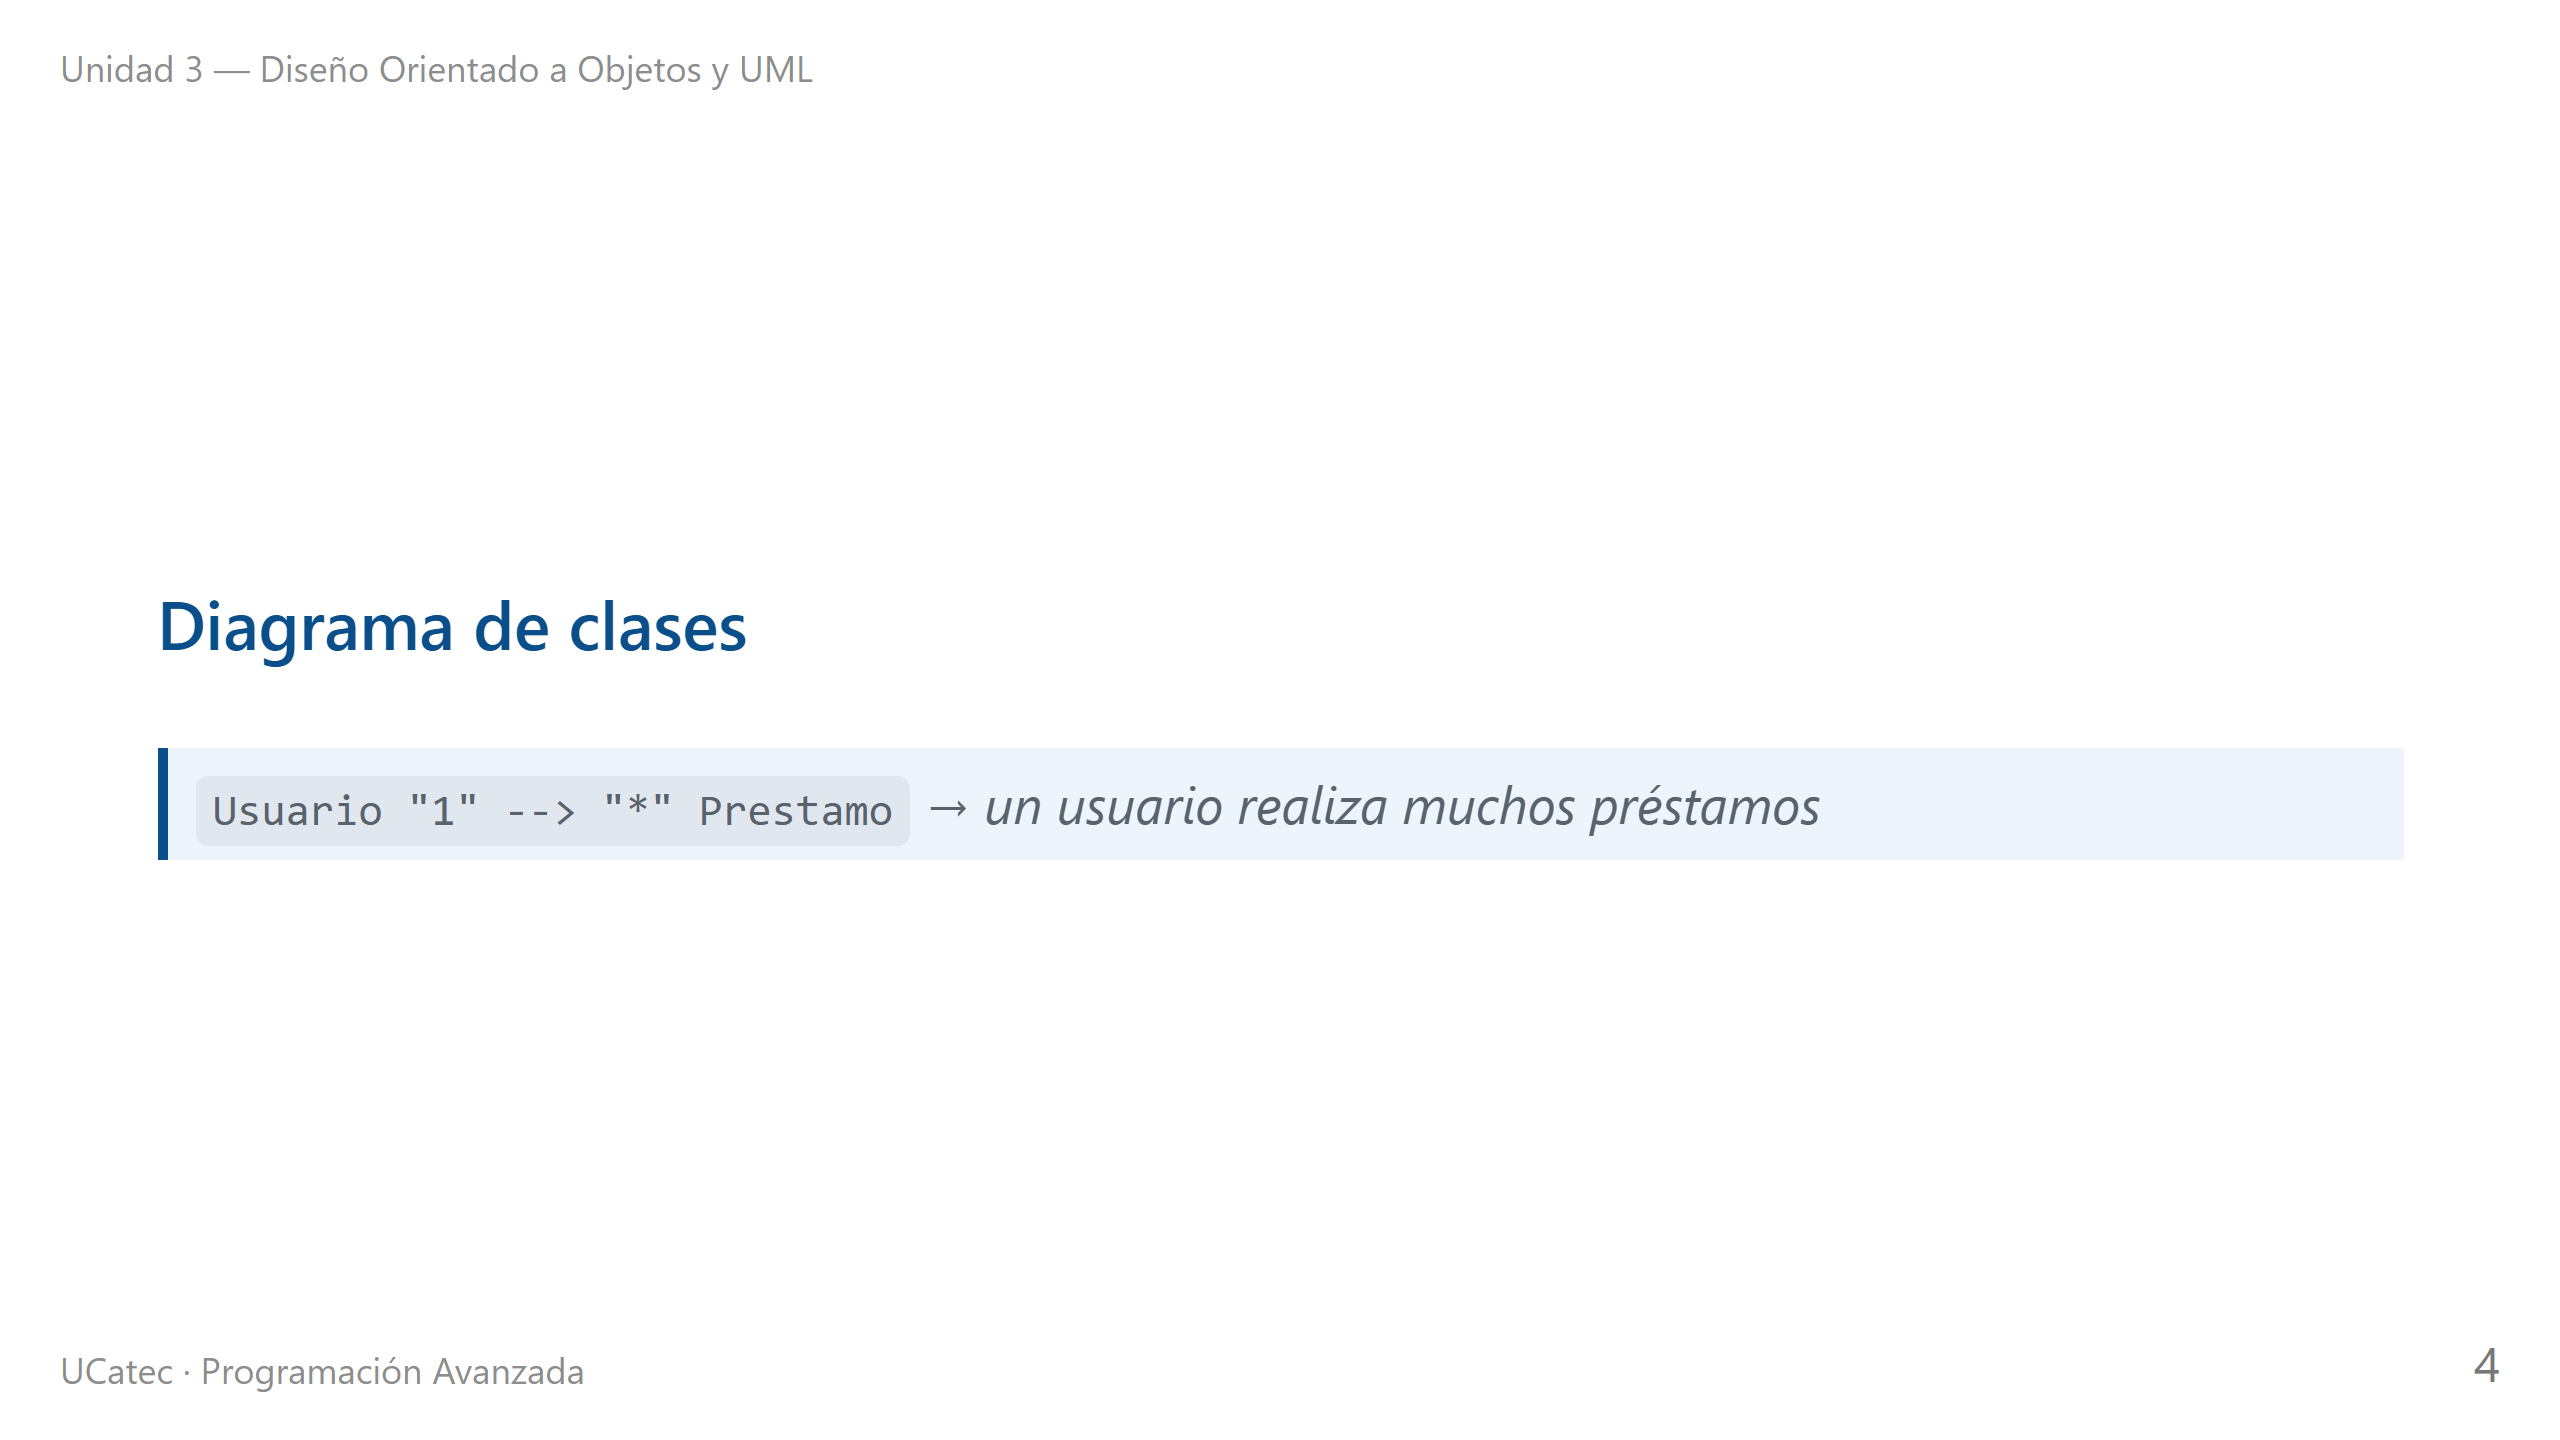 Unidad 3 — Diseño Orientado a Objetos y UML
Diagrama de clases
Usuario "1" --> "*" Prestamo → un usuario realiza muchos préstamos
UCatec · Programación Avanzada
4